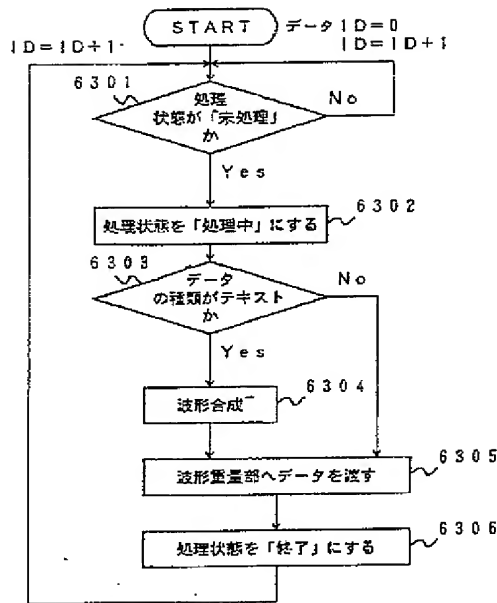 START
データID=0
ID=ID+1
ID=ID+1
6301
処理
状態が「未処理」
か
No
Yes
6302
処理状態を「処理中」にする
6303
データ
の種類がテキスト
か
No
Yes
6304
波形合成
6305
波形重畳部へデータを渡す
6306
処理状態を「終了」にする